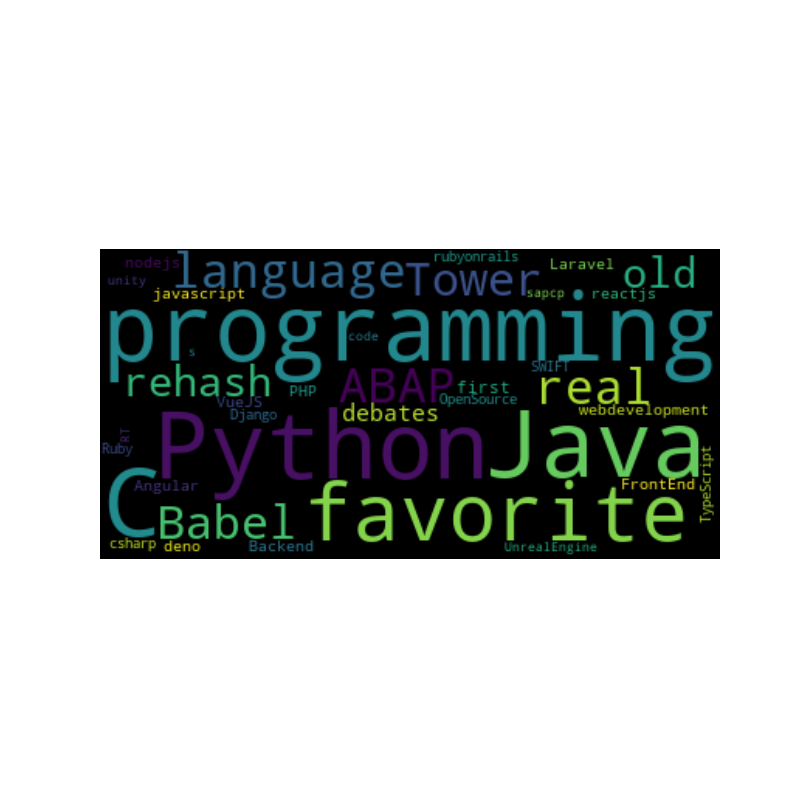 rubyonrails
nodejs
language
Tower
Laravel
old
unity
javascript
sapcp
reactjs
programming
code
s
rehash
PHP
ABAP
first
SWIFT
real
VueJS
OpenSource
Django
debates
webdevelopment
Python
Java
RT
Ruby
TypeScript
Angular
C
favorite
FrontEnd
Babel
csharp
deno
Backend
UnrealEngine